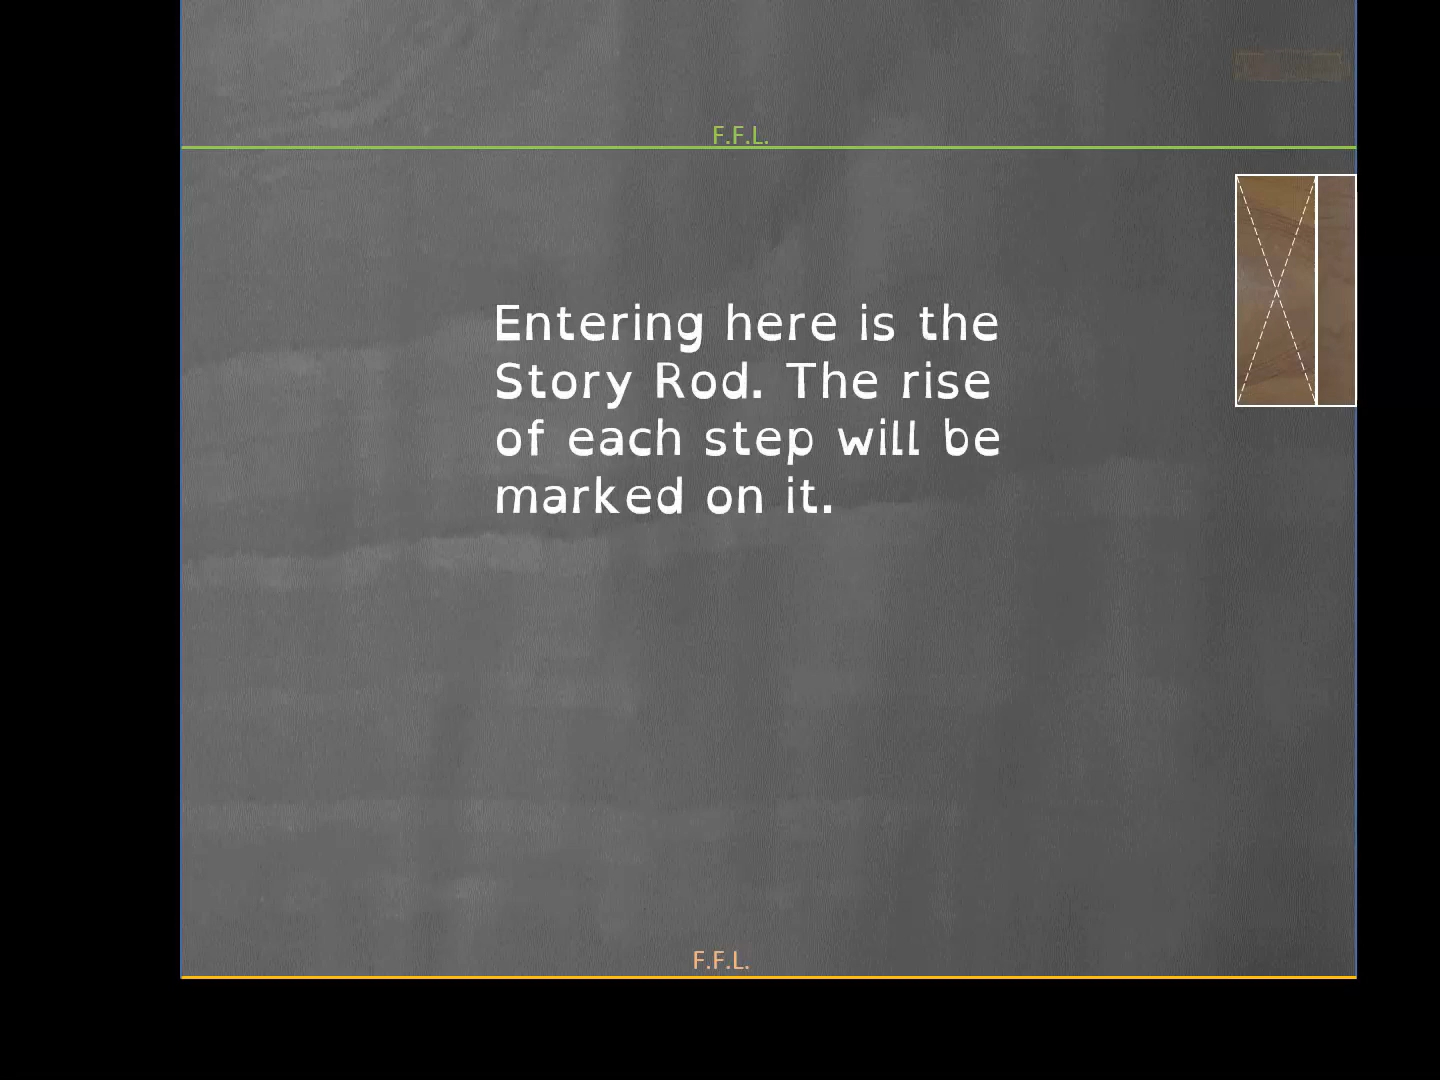 F.F.L.
Entering here is the
Story Rod. The rise
of each step will be
marked on it.
F.F.L.